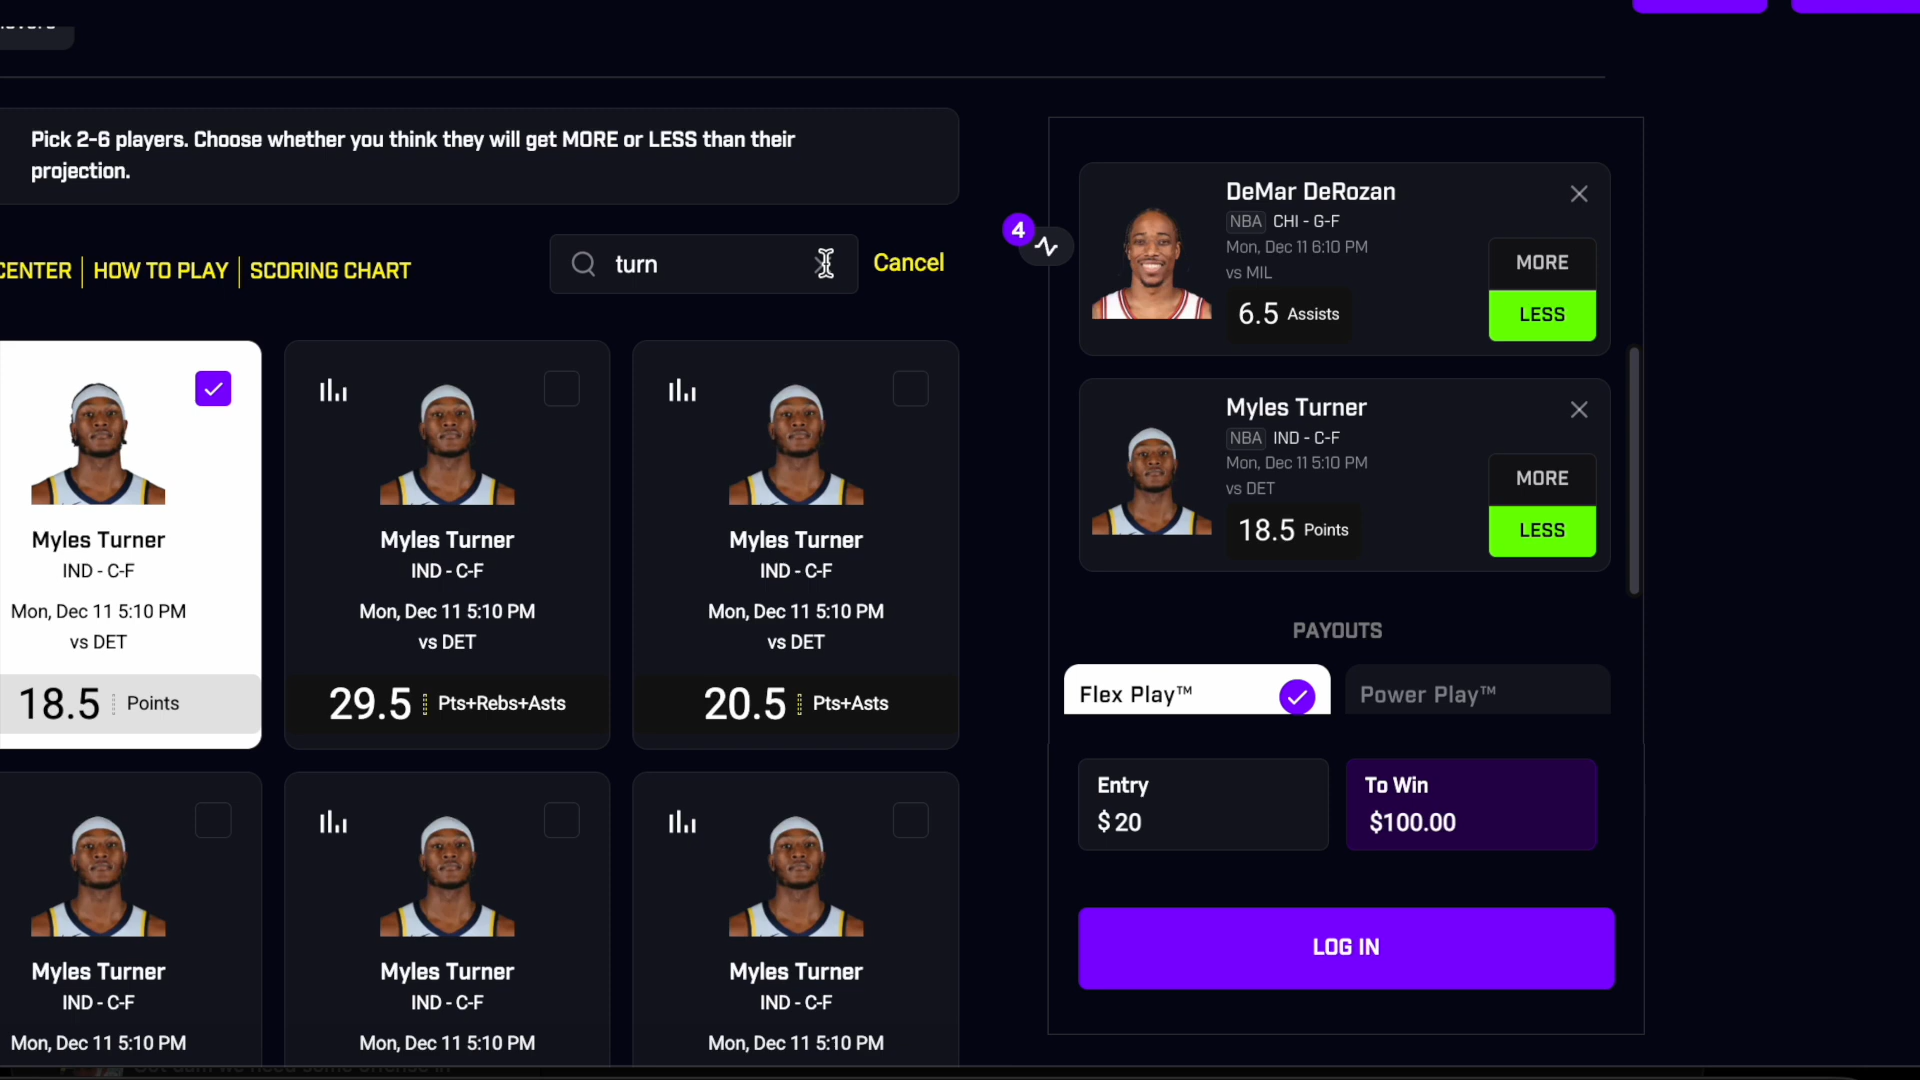 Pick 2-6 players. Choose whether you think they will get MORE or LESS than their
projection.
CENTER
HOW TO PLAY
SCORING CHART
turn
Cancel
Myles Turner
IND - C-F
Mon, Dec 11 5:10 PM
vs DET
18.5 Points
Myles Turner
IND - C-F
Mon, Dec 11 5:10 PM
vs DET
29.5 Pts+Rebs+Asts
Myles Turner
IND - C-F
Mon, Dec 11 5:10 PM
vs DET
20.5 Pts+Asts
Myles Turner
IND - C-F
Mon, Dec 11 5:10 PM
Myles Turner
IND - C-F
Mon, Dec 11 5:10 PM
Myles Turner
IND - C-F
Mon, Dec 11 5:10 PM
4
DeMar DeRozan
NBA CHI - G-F
Mon, Dec 11 6:10 PM
vs MIL
6.5 Assists
MORE
LESS
Myles Turner
NBA IND - C-F
Mon, Dec 11 5:10 PM
vs DET
18.5 Points
MORE
LESS
PAYOUTS
Flex Play™
Power Play™
Entry
$ 20
To Win
$100.00
LOG IN